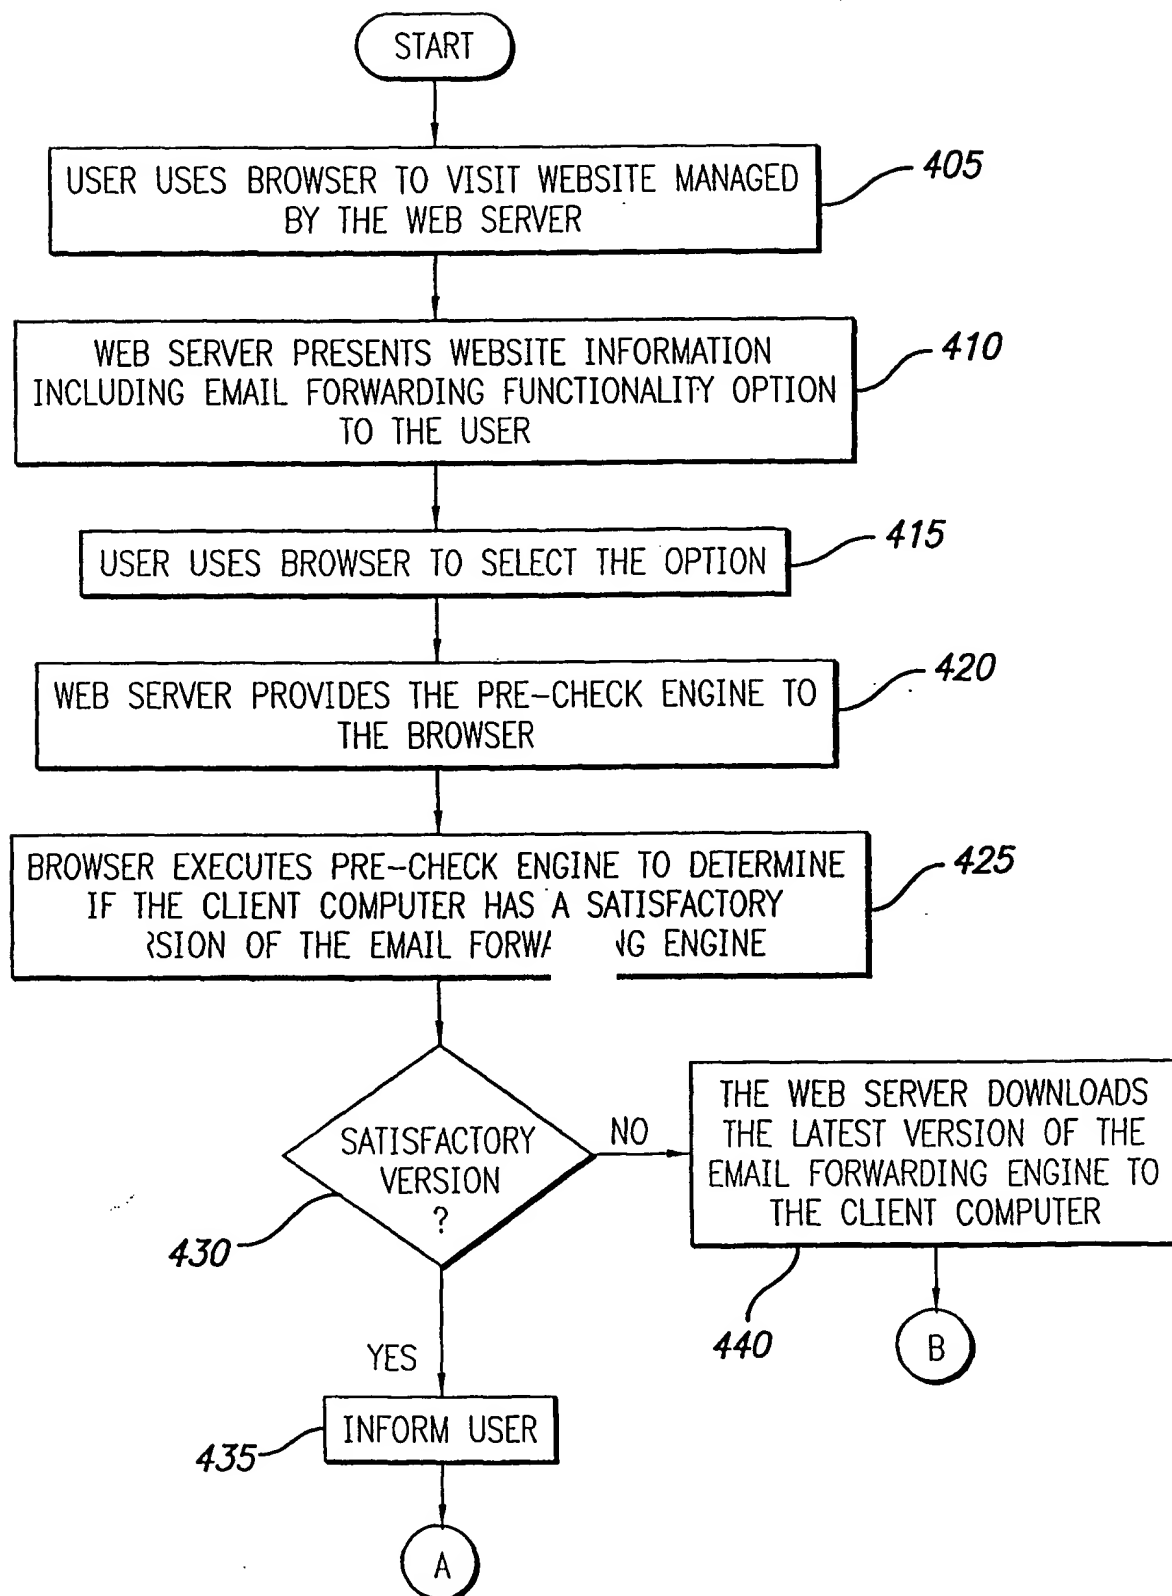 START
USER USES BROWSER TO VISIT WEBSITE MANAGED
BY THE WEB SERVER
405
WEB SERVER PRESENTS WEBSITE INFORMATION
INCLUDING EMAIL FORWARDING FUNCTIONALITY OPTION
TO THE USER
410
USER USES BROWSER TO SELECT THE OPTION
415
WEB SERVER PROVIDES THE PRE-CHECK ENGINE TO
THE BROWSER
420
BROWSER EXECUTES PRE-CHECK ENGINE TO DETERMINE
IF THE CLIENT COMPUTER HAS A SATISFACTORY
OF THE EMAIL ENGINE
425
SATISFACTORY
VERSION
?
430
NO
THE WEB SERVER DOWNLOADS
THE LATEST VERSION OF THE
EMAIL FORWARDING ENGINE TO
THE CLIENT COMPUTER
440
B
YES
INFORM USER
435
A